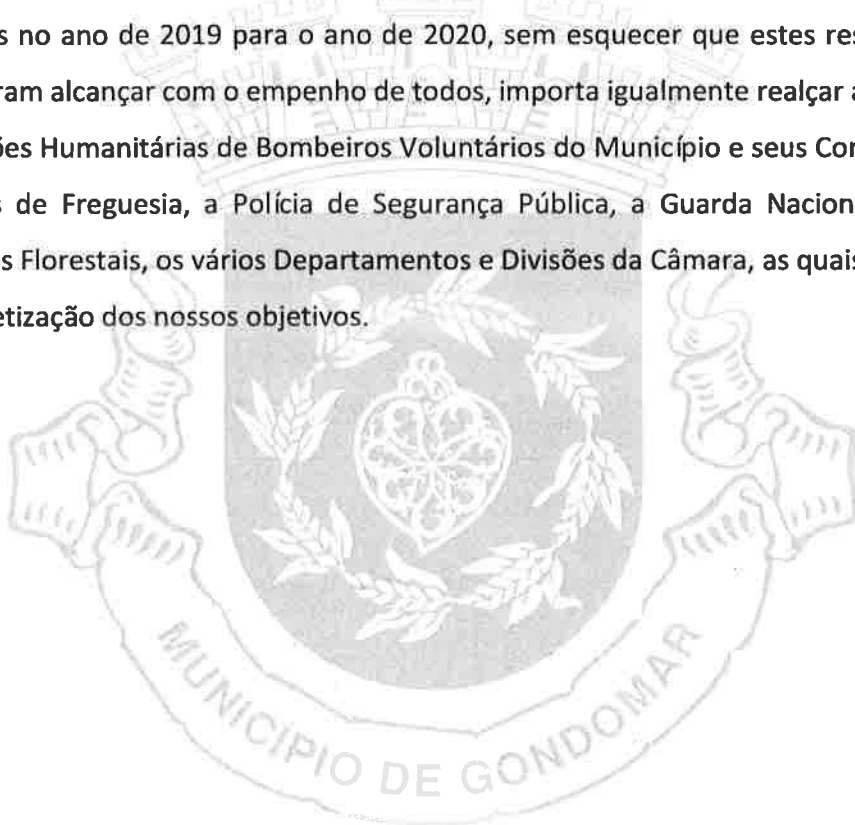 s no ano de 2019 para o ano de 2020, sem esquecer que estes res
ram alcançar com o empenho de todos, importa igualmente realçar a
ões Humanitárias de Bombeiros Voluntários do Município e seus Cor
s de Freguesia, a Polícia de Segurança Pública, a Guarda Nacion
s Florestais, os vários Departamentos e Divisões da Câmara, as quais
etização dos nossos objetivos.
MUNICÍPIO DE GONDOMAR